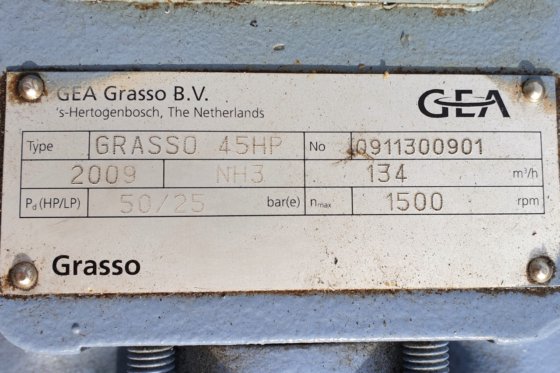 GEA Grasso B.V.
's-Hertogenbosch, The Netherlands
GEA
Type GRASSO 45HP No 0911300901
2009 NH3 134 m³/h
Pd (HP/LP) 50/25 bar(e) nmax 1500 rpm
Grasso